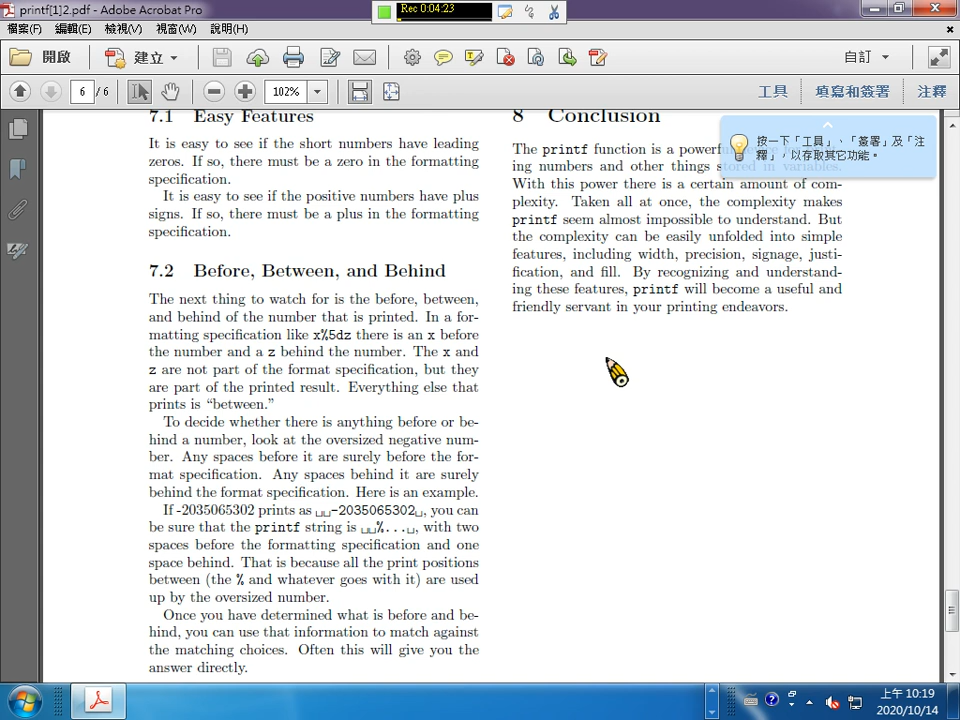 printf[1]2.pdf - Adobe Acrobat Pro
Rec 0:04:23
檔案(F) 編輯(E) 檢視(V) 視窗(W) 說明(H)
開啟 建立 自訂
6 / 6 102% 工具 填寫和簽署 注釋
7.1 Easy Features
It is easy to see if the short numbers have leading
zeros. If so, there must be a zero in the formatting
specification.
It is easy to see if the positive numbers have plus
signs. If so, there must be a plus in the formatting
specification.
7.2 Before, Between, and Behind
The next thing to watch for is the before, between,
and behind of the number that is printed. In a for-
matting specification like x%5dz there is an x before
the number and a z behind the number. The x and
z are not part of the format specification, but they
are part of the printed result. Everything else that
prints is “between.”
To decide whether there is anything before or be-
hind a number, look at the oversized negative num-
ber. Any spaces before it are surely before the for-
mat specification. Any spaces behind it are surely
behind the format specification. Here is an example.
If -2035065302 prints as ␣␣-2035065302␣, you can
be sure that the printf string is ␣␣%...␣, with two
spaces before the formatting specification and one
space behind. That is because all the print positions
between (the % and whatever goes with it) are used
up by the oversized number.
Once you have determined what is before and be-
hind, you can use that information to match against
the matching choices. Often this will give you the
answer directly.
8 Conclusion
The printf function is a powerful
ing numbers and other things stored in variables.
With this power there is a certain amount of com-
plexity. Taken all at once, the complexity makes
printf seem almost impossible to understand. But
the complexity can be easily unfolded into simple
features, including width, precision, signage, justi-
fication, and fill. By recognizing and understand-
ing these features, printf will become a useful and
friendly servant in your printing endeavors.
按一下「工具」、「簽署」及「注
釋」，以存取其它功能。
上午 10:19
2020/10/14